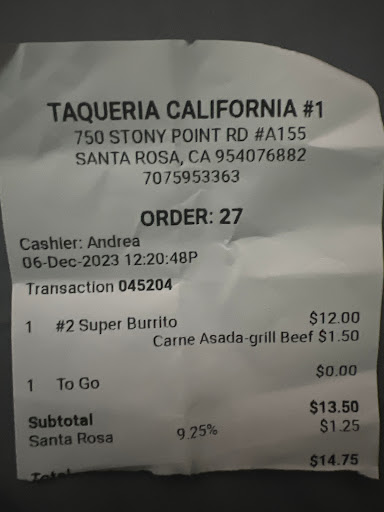 TAQUERIA CALIFORNIA #1
750 STONY POINT RD #A155
SANTA ROSA, CA 954076882
7075953363
ORDER: 27
Cashier: Andrea
06-Dec-2023 12:20:48P
Transaction 045204
1 #2 Super Burrito $12.00
Carne Asada-grill Beef $1.50
$0.00
1 To Go
Subtotal $13.50
Santa Rosa 9.25% $1.25
Total $14.75